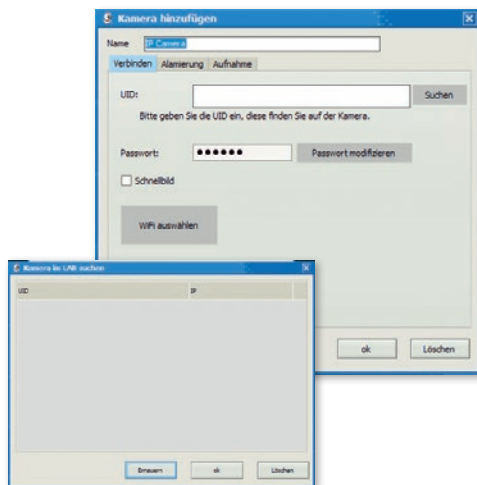 Kamera hinzufügen
Name IP Camera
Verbinden Alamierung Aufnahme
UID: Suchen
Bitte geben Sie die UID ein, diese finden Sie auf der Kamera.
Passwort: ●●●●●● Passwort modifizieren
Schnellbild
WiFi auswählen
ok Löschen
Kamera im LAN suchen
UID IP
Erneuern ok Löschen